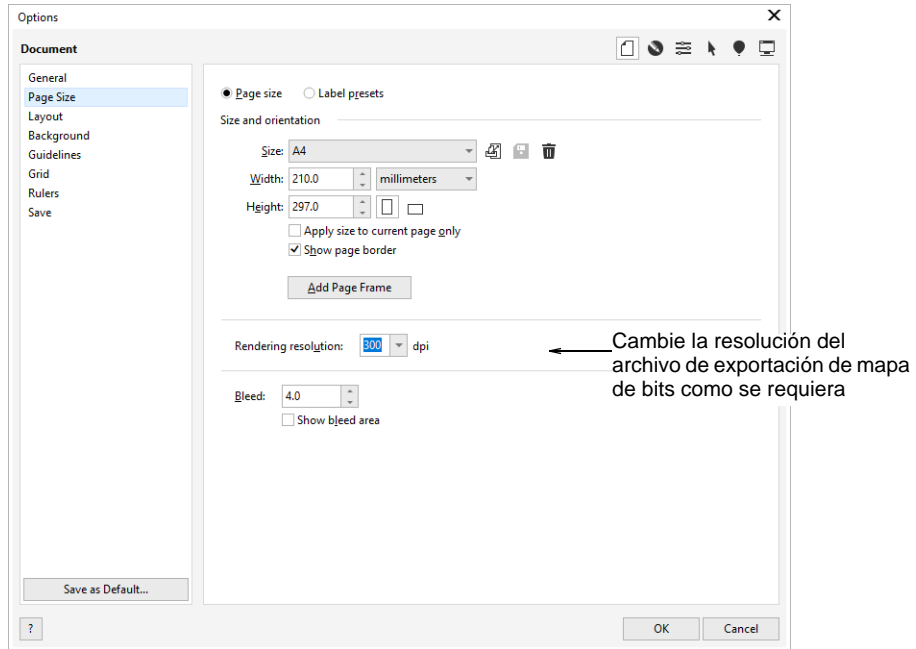 Options
Document
General
Page Size
Layout
Background
Guidelines
Grid
Rulers
Save
Save as Default...
Page size Label presets
Size and orientation
Size: A4
Width: 210.0 millimeters
Height: 297.0
Apply size to current page only
Show page border
Add Page Frame
Rendering resolution: 300 dpi
Bleed: 4.0
Show bleed area
Cambie la resolución del
archivo de exportación de mapa
de bits como se requiera
? OK Cancel